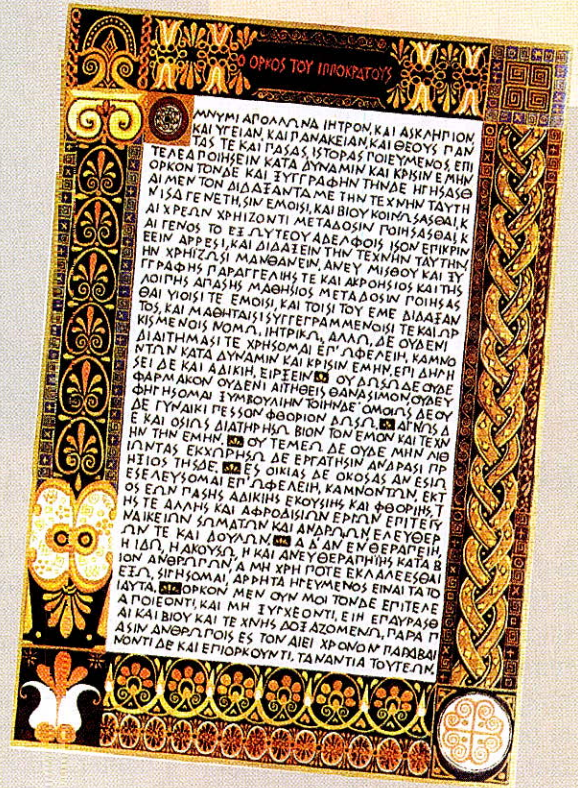 Ο ΟΡΚΟΣ ΤΟΥ ΙΠΠΟΚΡΑΤΟΥΣ
ΜΝΥΜΙ ΑΠΟΛΛΩΝΑ ΙΗΤΡΟΝ, ΚΑΙ ΑΣΚΛΗΠΙΟΝ
ΚΑΙ ΥΓΕΙΑΝ, ΚΑΙ ΠΑΝΑΚΕΙΑΝ, ΚΑΙ ΘΕΟΥΣ ΠΑΝ
ΤΑΣ ΤΕ ΚΑΙ ΠΑΣΑΣ, ΙΣΤΟΡΑΣ ΠΟΙΕΥΜΕΝΟΣ, ΕΠΙ
ΤΕΛΕΑ ΠΟΙΗΣΕΙΝ ΚΑΤΑ ΔΥΝΑΜΙΝ ΚΑΙ ΚΡΙΣΙΝ ΕΜΗΝ
ΟΡΚΟΝ ΤΟΝΔΕ ΚΑΙ ΞΥΓΓΡΑΦΗΝ ΤΗΝΔΕ ΗΓΗΣΑΣΘ
ΑΙ ΜΕΝ ΤΟΝ ΔΙΔΑΞΑΝΤΑ ΜΕ ΤΗΝ ΤΕΧΝΗΝ ΤΑΥΤΗ
Ν ΙΣΑ ΓΕΝΕΤΗΣΙΝ ΕΜΟΙΣΙ, ΚΑΙ ΒΙΟΥ ΚΟΙΝΩΣΑΣΘΑΙ, Κ
ΑΙ ΧΡΕΩΝ ΧΡΗΙΖΟΝΤΙ ΜΕΤΑΔΟΣΙΝ ΠΟΙΗΣΑΣΘΑΙ, Κ
ΑΙ ΓΕΝΟΣ ΤΟ ΕΞ ΩΥΤΕΟΥ ΑΔΕΛΦΟΙΣ ΙΣΟΝ ΕΠΙΚΡΙΝ
ΕΕΙΝ ΑΡΡΕΣΙ, ΚΑΙ ΔΙΔΑΞΕΙΝ ΤΗΝ ΤΕΧΝΗΝ ΤΑΥΤΗΝ
ΗΝ ΧΡΗΙΖΩΣΙ ΜΑΝΘΑΝΕΙΝ, ΑΝΕΥ ΜΙΣΘΟΥ ΚΑΙ ΞΥ
ΓΓΡΑΦΗΣ ΠΑΡΑΓΓΕΛΙΗΣ ΤΕ ΚΑΙ ΑΚΡΟΗΣΙΟΣ ΚΑΙ ΤΗΣ
ΛΟΙΠΗΣ ΑΠΑΣΗΣ ΜΑΘΗΣΙΟΣ ΜΕΤΑΔΟΣΙΝ ΠΟΙΗΣΑΣ
ΘΑΙ ΥΙΟΙΣΙ ΤΕ ΕΜΟΙΣΙ, ΚΑΙ ΤΟΙΣΙ ΤΟΥ ΕΜΕ ΔΙΔΑΞΑΝ
ΤΟΣ, ΚΑΙ ΜΑΘΗΤΑΙΣΙ ΣΥΓΓΕΓΡΑΜΜΕΝΟΙΣΙ ΤΕ ΚΑΙ ΩΡ
ΚΙΣΜΕΝΟΙΣ ΝΟΜΩ, ΙΗΤΡΙΚΩ, ΑΛΛΩ, ΔΕ ΟΥΔΕΝΙ
ΔΙΑΙΤΗΜΑΣΙ ΤΕ ΧΡΗΣΟΜΑΙ ΕΠ' ΩΦΕΛΕΙΗ, ΚΑΜΝΟ
ΝΤΩΝ ΚΑΤΑ ΔΥΝΑΜΙΝ ΚΑΙ ΚΡΙΣΙΝ ΕΜΗΝ, ΕΠΙ ΔΗΛΗ
ΣΕΙ ΔΕ ΚΑΙ ΑΔΙΚΙΗ, ΕΙΡΞΕΙΝ ΟΥ ΔΩΣΩ ΔΕ ΟΥΔΕ
ΦΑΡΜΑΚΟΝ ΟΥΔΕΝΙ ΑΙΤΗΘΕΙΣ ΘΑΝΑΣΙΜΟΝ, ΟΥΔΕ Υ
ΦΗΓΗΣΟΜΑΙ ΞΥΜΒΟΥΛΙΗΝ ΤΟΙΗΝΔΕ ΟΜΟΙΩΣ ΔΕ ΟΥ
ΔΕ ΓΥΝΑΙΚΙ ΠΕΣΣΟΝ ΦΘΟΡΙΟΝ ΔΩΣΩ. ΑΓΝΩΣ Δ
Ε ΚΑΙ ΟΣΙΩΣ ΔΙΑΤΗΡΗΣΩ ΒΙΟΝ ΤΟΝ ΕΜΟΝ ΚΑΙ ΤΕΧΝ
ΗΝ ΤΗΝ ΕΜΗΝ. ΟΥ ΤΕΜΕΩ ΔΕ ΟΥΔΕ ΜΗΝ ΛΙΘ
ΙΩΝΤΑΣ ΕΚΧΩΡΗΣΩ ΔΕ ΕΡΓΑΤΗΣΙΝ ΑΝΔΡΑΣΙ ΠΡ
ΗΞΙΟΣ ΤΗΣΔΕ ΕΣ ΟΙΚΙΑΣ ΔΕ ΟΚΟΣΑΣ ΑΝ ΕΣΙΩ
ΕΣΕΛΕΥΣΟΜΑΙ ΕΠ' ΩΦΕΛΕΙΗ, ΚΑΜΝΟΝΤΩΝ, ΕΚΤ
ΟΣ ΕΩΝ ΠΑΣΗΣ ΑΔΙΚΙΗΣ ΕΚΟΥΣΙΗΣ ΚΑΙ ΦΘΟΡΙΗΣ, Τ
ΗΣ ΤΕ ΑΛΛΗΣ ΚΑΙ ΑΦΡΟΔΙΣΙΩΝ ΕΡΓΩΝ ΕΠΙ ΤΕ ΓΥ
ΝΑΙΚΕΙΩΝ ΣΩΜΑΤΩΝ ΚΑΙ ΑΝΔΡΩΩΝ, ΕΛΕΥΘΕΡ
ΩΝ ΤΕ ΚΑΙ ΔΟΥΛΩΝ. Α Δ' ΑΝ ΕΝ ΘΕΡΑΠΕΙΗ,
Η ΙΔΩ, Η ΑΚΟΥΣΩ, Η ΚΑΙ ΑΝΕΥ ΘΕΡΑΠΗΙΗΣ ΚΑΤΑ Β
ΙΟΝ ΑΝΘΡΩΠΩΝ, Α ΜΗ ΧΡΗ ΠΟΤΕ ΕΚΛΑΛΕΕΣΘΑΙ
ΕΞΩ, ΣΙΓΗΣΟΜΑΙ, ΑΡΡΗΤΑ ΗΓΕΥΜΕΝΟΣ ΕΙΝΑΙ ΤΑ ΤΟ
ΙΑΥΤΑ. ΟΡΚΟΝ ΜΕΝ ΟΥΝ ΜΟΙ ΤΟΝΔΕ ΕΠΙΤΕΛΕ
Α ΠΟΙΕΟΝΤΙ, ΚΑΙ ΜΗ ΞΥΓΧΕΟΝΤΙ, ΕΙΗ ΕΠΑΥΡΑΣΘ
ΑΙ ΚΑΙ ΒΙΟΥ ΚΑΙ ΤΕΧΝΗΣ ΔΟΞΑΖΟΜΕΝΩ, ΠΑΡΑ Π
ΑΣΙΝ ΑΝΘΡΩΠΟΙΣ ΕΣ ΤΟΝ ΑΙΕΙ ΧΡΟΝΟΝ ΠΑΡΑΒΑΙ
ΝΟΝΤΙ ΔΕ ΚΑΙ ΕΠΙΟΡΚΟΥΝΤΙ, ΤΑΝΑΝΤΙΑ ΤΟΥΤΕΩΝ.